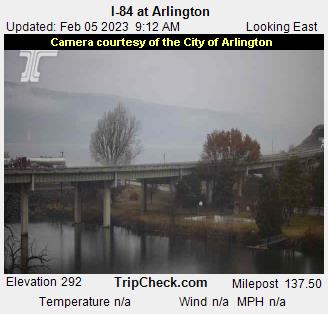 I-84 at Arlington
Updated: Feb 05 2023 9:12 AM Looking East
Camera courtesy of the City of Arlington
Elevation 292 TripCheck.com Milepost 137.50
Temperature n/a Wind n/a MPH n/a